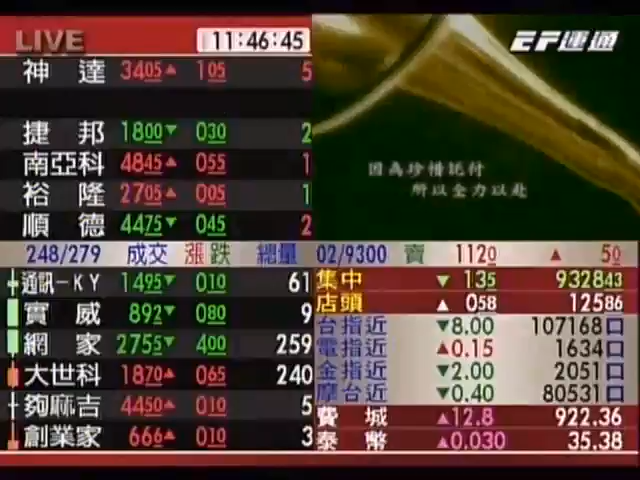 LIVE 11:46:45
神達 3405▲ 105 5
捷邦 1800▼ 030 2
南亞科 4845▲ 055 1
裕隆 2705▲ 005 1
順德 4475▼ 045 2
運通
因為珍惜託付
所以全力以赴
248/279 成交 漲跌 總量
02/9300 賣 1120 ▲ 50
通訊-KY 1495▼ 010 61
實威 892▼ 080 9
網家 2755▼ 400 259
大世科 1870▲ 065 240
夠麻吉 4450▲ 010 5
創業家 666▲ 010 3
集中 ▼ 135 932843
店頭 ▲ 058 12586
台指近 ▼8.00 107168口
電指近 ▲0.15 1634口
金指近 ▼2.00 2051口
摩台近 ▼0.40 80531口
費城 ▲12.8 922.36
泰幣 ▲0.030 35.38